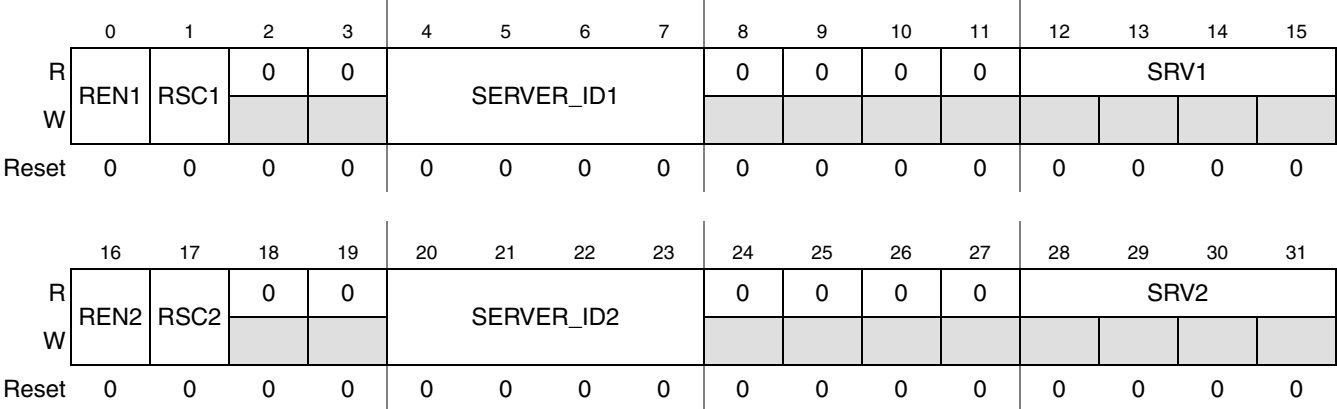 0 1 2 3 4 5 6 7 8 9 10 11 12 13 14 15
R REN1 RSC1 0 0 SERVER_ID1 0 0 0 0 SRV1
W
Reset 0 0 0 0 0 0 0 0 0 0 0 0 0 0 0 0
16 17 18 19 20 21 22 23 24 25 26 27 28 29 30 31
R REN2 RSC2 0 0 SERVER_ID2 0 0 0 0 SRV2
W
Reset 0 0 0 0 0 0 0 0 0 0 0 0 0 0 0 0